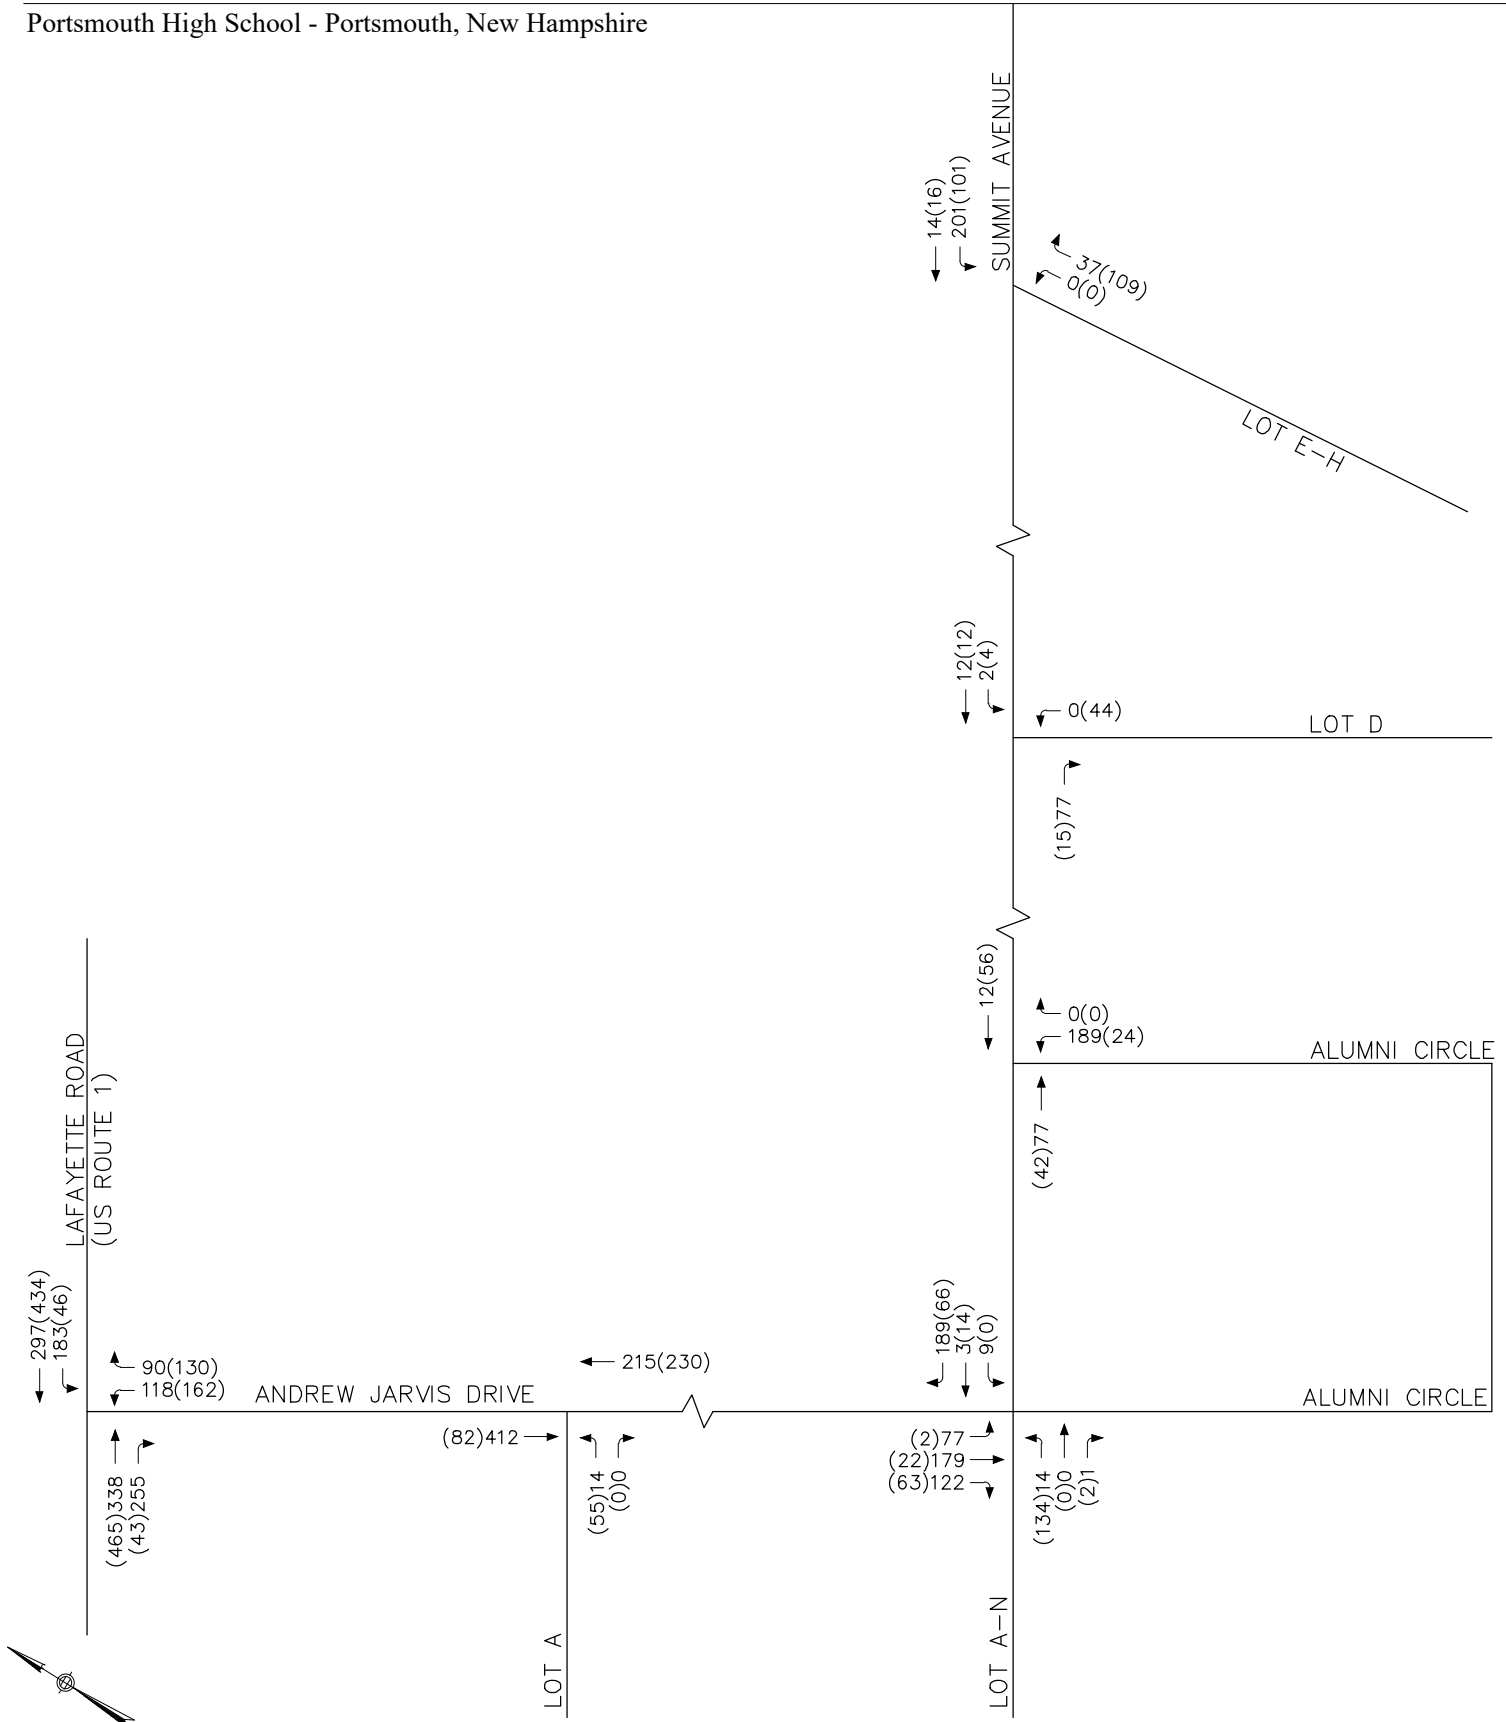 Portsmouth High School - Portsmouth, New Hampshire
SUMMIT AVENUE
14(16)
201(101)
37(109)
0(0)
LOT E-H
12(12)
2(4)
0(44)
LOT D
(15)77
12(56)
0(0)
189(24)
ALUMNI CIRCLE
(42)77
LAFAYETTE ROAD
(US ROUTE 1)
297(434)
183(46)
90(130)
118(162)
ANDREW JARVIS DRIVE
215(230)
189(66)
3(14)
9(0)
ALUMNI CIRCLE
(465)338
(43)255
(82)412
(55)14
(0)0
(2)77
(22)179
(63)122
(134)14
(0)0
(2)1
LOT A
LOT A-N